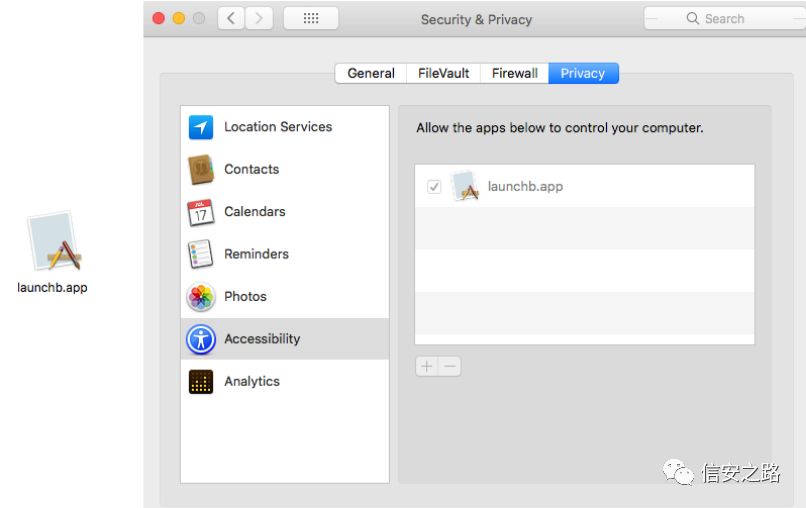 Security & Privacy
Search
General
FileVault
Firewall
Privacy
Location Services
Contacts
JUL
17
Calendars
Reminders
Photos
Accessibility
Analytics
Allow the apps below to control your computer.
launchb.app
launchb.app
信安之路